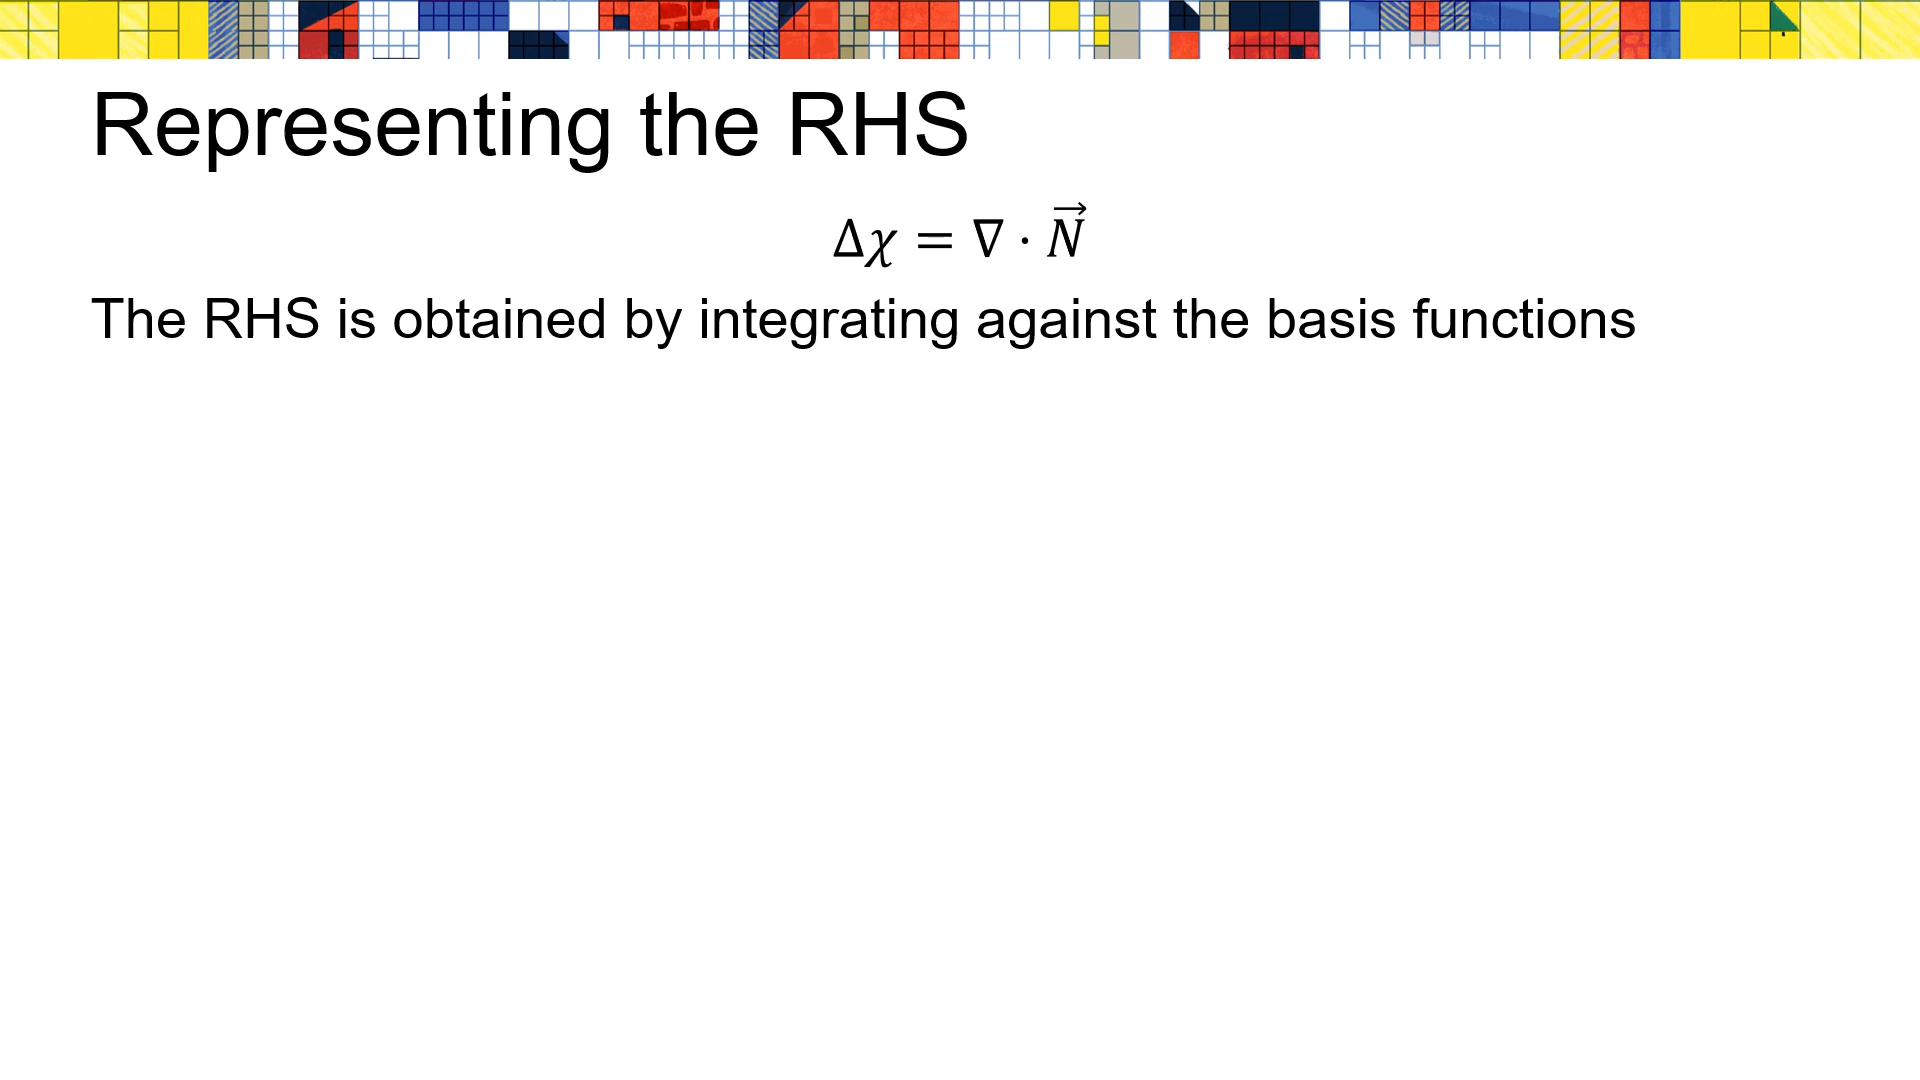 Representing the RHS
Δχ = ∇ · N⃗
The RHS is obtained by integrating against the basis functions